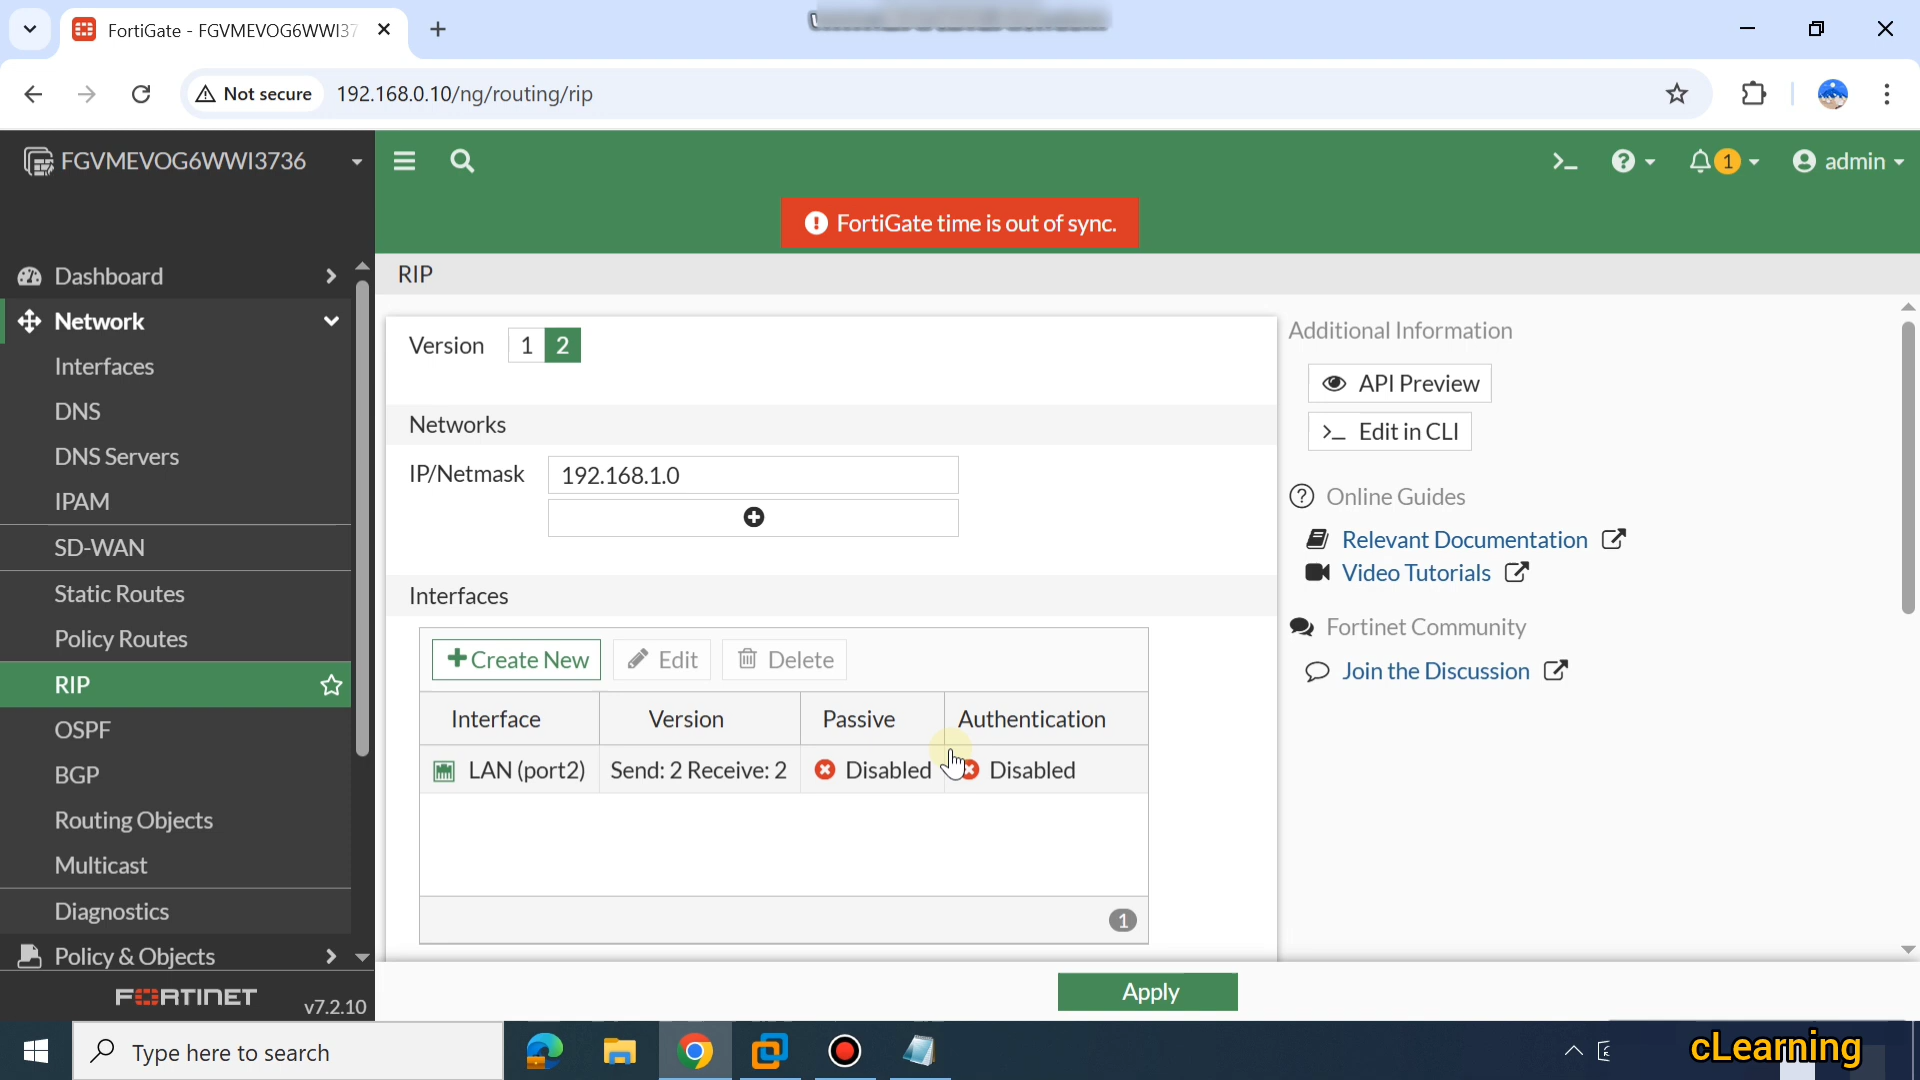 FortiGate - FGVMEVOG6WWI37
Not secure
192.168.0.10/ng/routing/rip
FGVMEVOG6WWI3736
1
admin
FortiGate time is out of sync.
Dashboard
Network
Interfaces
DNS
DNS Servers
IPAM
SD-WAN
Static Routes
Policy Routes
RIP
OSPF
BGP
Routing Objects
Multicast
Diagnostics
Policy & Objects
FORTINET
v7.2.10
RIP
Version 1 2
Networks
IP/Netmask 192.168.1.0
Interfaces
Create New Edit Delete
Interface Version Passive Authentication
LAN (port2) Send: 2 Receive: 2 Disabled Disabled
1
Apply
Additional Information
API Preview
Edit in CLI
Online Guides
Relevant Documentation
Video Tutorials
Fortinet Community
Join the Discussion
Type here to search
cLearning